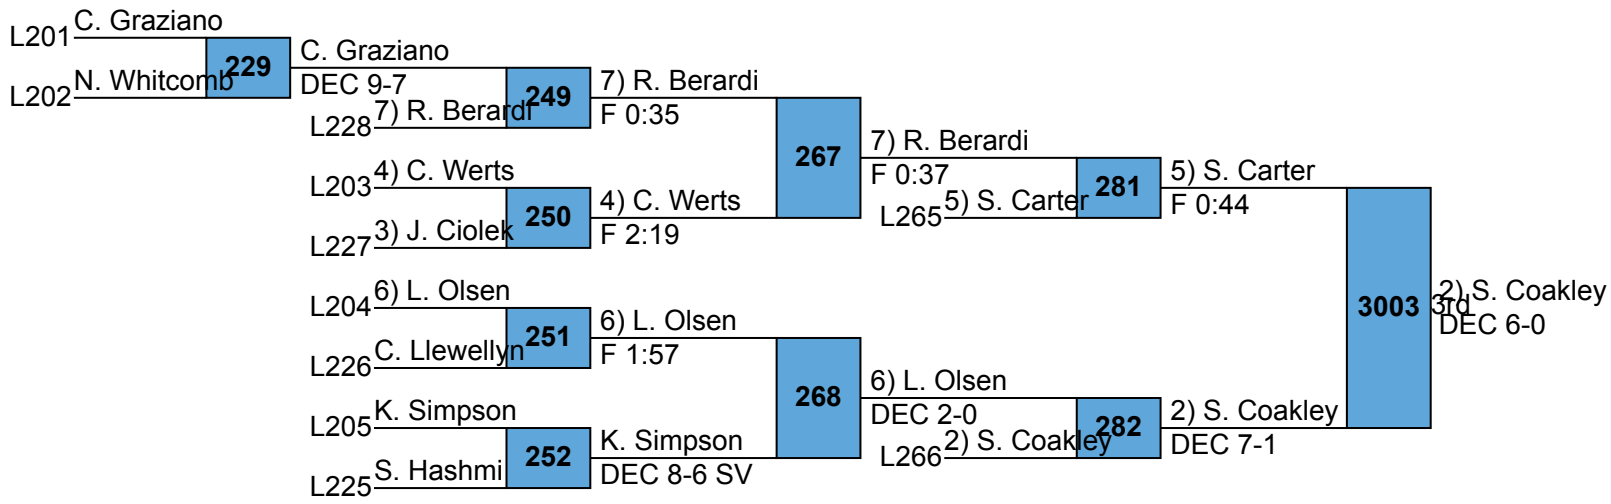 L201 C. Graziano
229
L202 N. Whitcomb
C. Graziano
DEC 9-7
249
L228 7) R. Berardi
7) R. Berardi
F 0:35
267
L203 4) C. Werts
250
L227 3) J. Ciolek
4) C. Werts
F 2:19
7) R. Berardi
F 0:37
281
L265 5) S. Carter
5) S. Carter
F 0:44
L204 6) L. Olsen
251
L226 C. Llewellyn
6) L. Olsen
F 1:57
268
L205 K. Simpson
252
L225 S. Hashmi
K. Simpson
DEC 8-6 SV
6) L. Olsen
DEC 2-0
282
L266 2) S. Coakley
2) S. Coakley
DEC 7-1
3003
3rd
2) S. Coakley
DEC 6-0